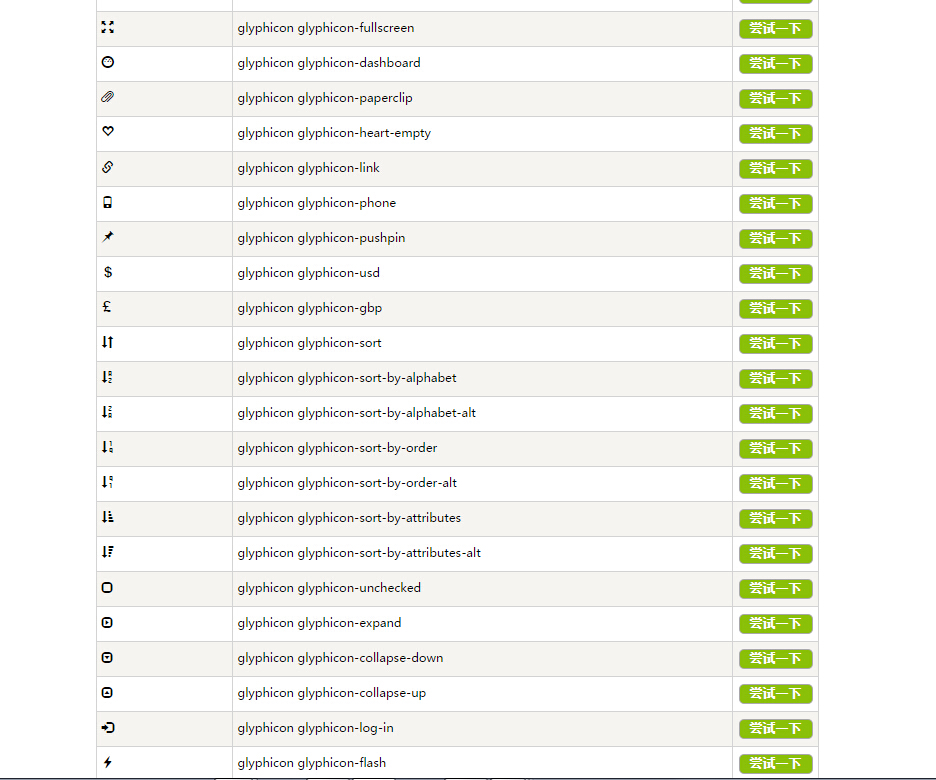 glyphicon glyphicon-fullscreen 尝试一下
glyphicon glyphicon-dashboard 尝试一下
glyphicon glyphicon-paperclip 尝试一下
glyphicon glyphicon-heart-empty 尝试一下
glyphicon glyphicon-link 尝试一下
glyphicon glyphicon-phone 尝试一下
glyphicon glyphicon-pushpin 尝试一下
glyphicon glyphicon-usd 尝试一下
glyphicon glyphicon-gbp 尝试一下
glyphicon glyphicon-sort 尝试一下
glyphicon glyphicon-sort-by-alphabet 尝试一下
glyphicon glyphicon-sort-by-alphabet-alt 尝试一下
glyphicon glyphicon-sort-by-order 尝试一下
glyphicon glyphicon-sort-by-order-alt 尝试一下
glyphicon glyphicon-sort-by-attributes 尝试一下
glyphicon glyphicon-sort-by-attributes-alt 尝试一下
glyphicon glyphicon-unchecked 尝试一下
glyphicon glyphicon-expand 尝试一下
glyphicon glyphicon-collapse-down 尝试一下
glyphicon glyphicon-collapse-up 尝试一下
glyphicon glyphicon-log-in 尝试一下
glyphicon glyphicon-flash 尝试一下